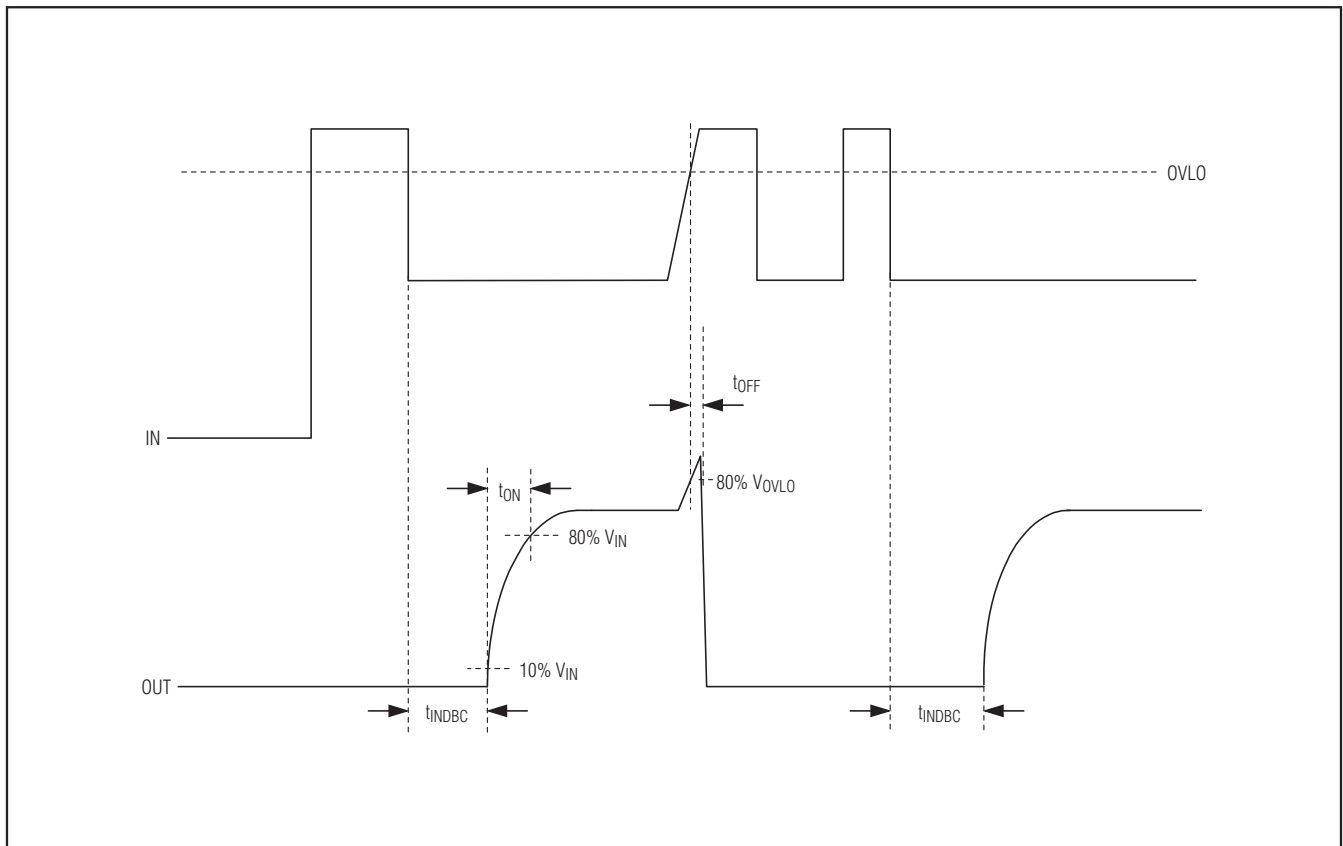 OVLO
tOFF
IN
tON
80% VOVLO
80% VIN
10% VIN
OUT
tINDBC
tINDBC